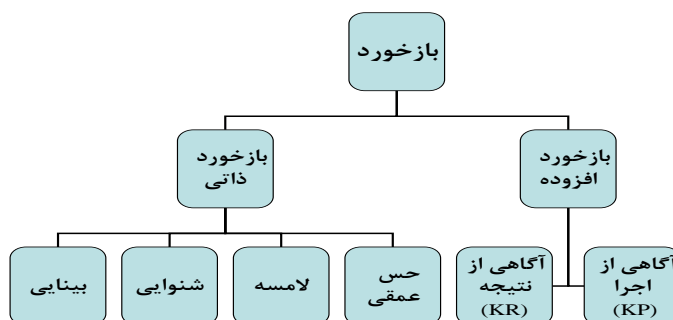 بازخورد
بازخورد
افزوده
بازخورد
ذاتی
آگاهی از
اجرا
(KP)
آگاهی از
نتیجه
(KR)
حس
عمقی
لامسه
شنوایی
بینایی